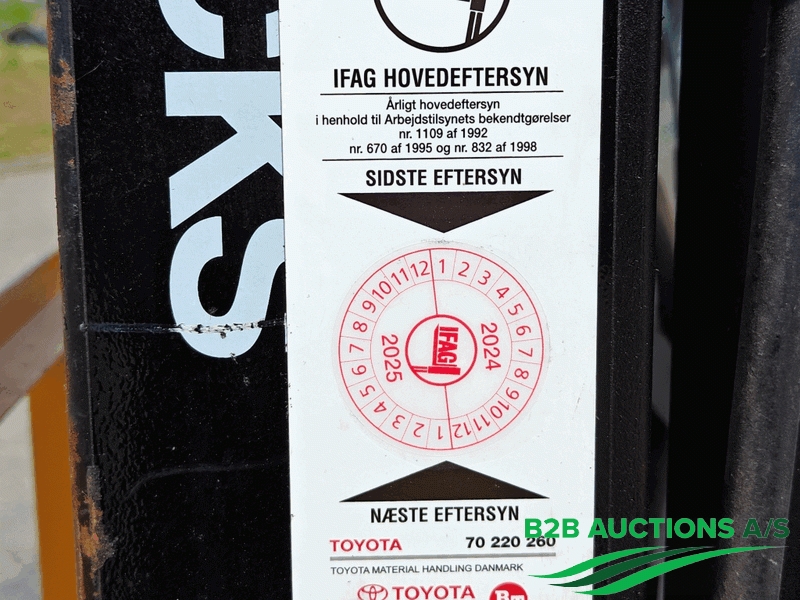 CKS
IFAG HOVEDEFTERSYN
Årligt hovedeftersyn
i henhold til Arbejdstilsynets bekendtgørelser
nr. 1109 af 1992
nr. 670 af 1995 og nr. 832 af 1998
SIDSTE EFTERSYN
1 2 3 4 5 6 7 8 9 10 11 12
2024
IFAG
2025
1 2 3 4 5 6 7 8 9 10 11 12
NÆSTE EFTERSYN
TOYOTA 70 220 260
TOYOTA MATERIAL HANDLING DANMARK
TOYOTA BT
B2B AUCTIONS A/S